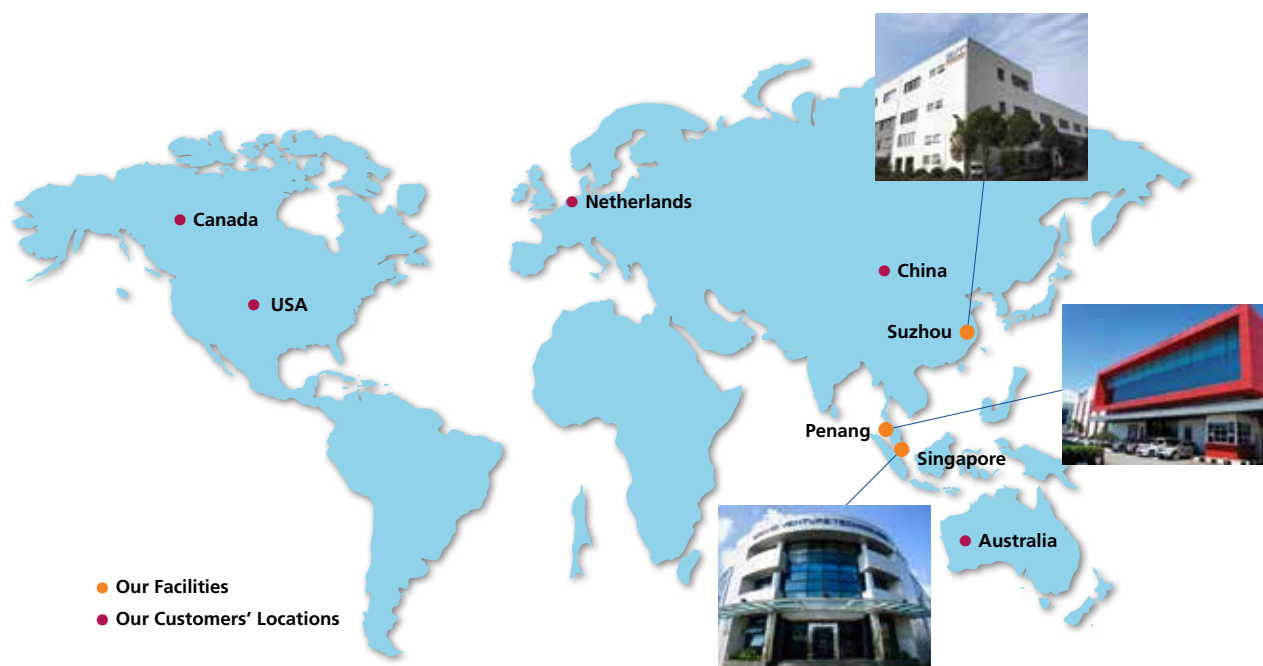 Canada
Netherlands
USA
China
Suzhou
Penang
Singapore
Australia
Our Facilities
Our Customers' Locations